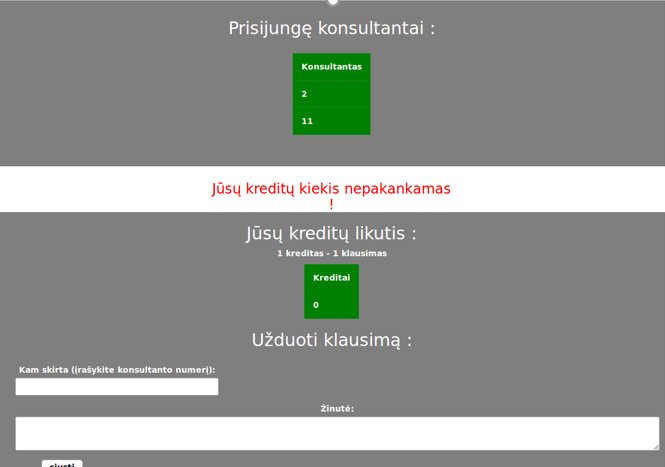 Prisijungę konsultantai :
Konsultantas
2
11
Jūsų kreditų kiekis nepakankamas
!
Jūsų kreditų likutis :
1 kreditas - 1 klausimas
Kreditai
0
Užduoti klausimą :
Kam skirta (įrašykite konsultanto numerį):
Žinutė:
siųsti